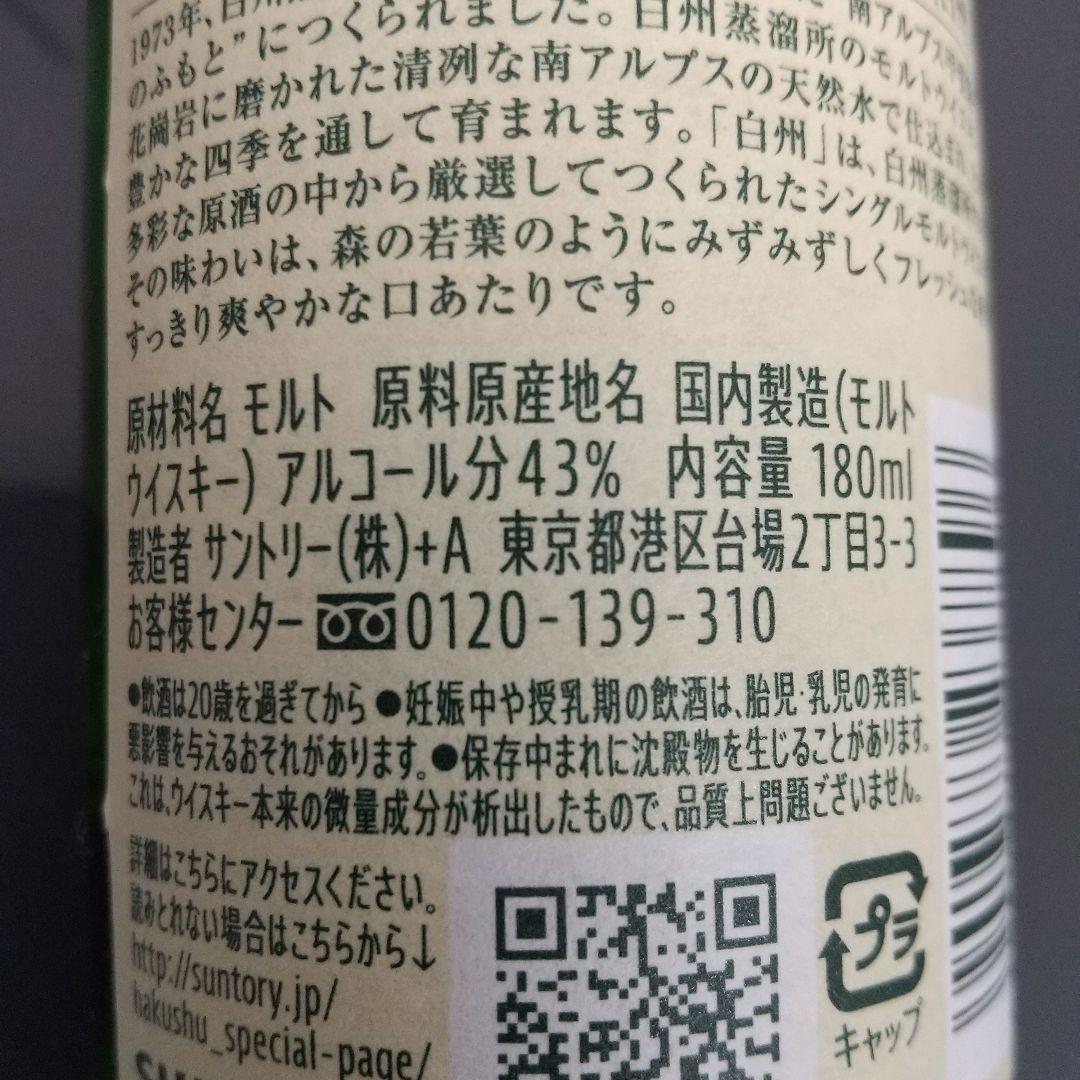 1973年、白州
のふもと”につくられました。白州蒸溜所のモルトウイス
花崗岩に磨かれた清冽な南アルプスの天然水で仕込まれ、
豊かな四季を通して育まれます。「白州」は、白州蒸溜所
多彩な原酒の中から厳選してつくられたシングルモルトウイ
その味わいは、森の若葉のようにみずみずしくフレッシュ
すっきり爽やかな口あたりです。
原材料名 モルト 原料原産地名 国内製造(モルト
ウイスキー) アルコール分43% 内容量 180ml
製造者 サントリー(株)+A 東京都港区台場2丁目3-3
お客様センター 0120-139-310
●飲酒は20歳を過ぎてから ●妊娠中や授乳期の飲酒は、胎児・乳児の発育に
悪影響を与えるおそれがあります。●保存中まれに沈殿物を生じることがあります。
これは、ウイスキー本来の微量成分が析出したもので、品質上問題ございません。
詳細はこちらにアクセスください。
読みとれない場合はこちらから↓
http://suntory.jp/
hakushu_special-page/
プラ
キャップ